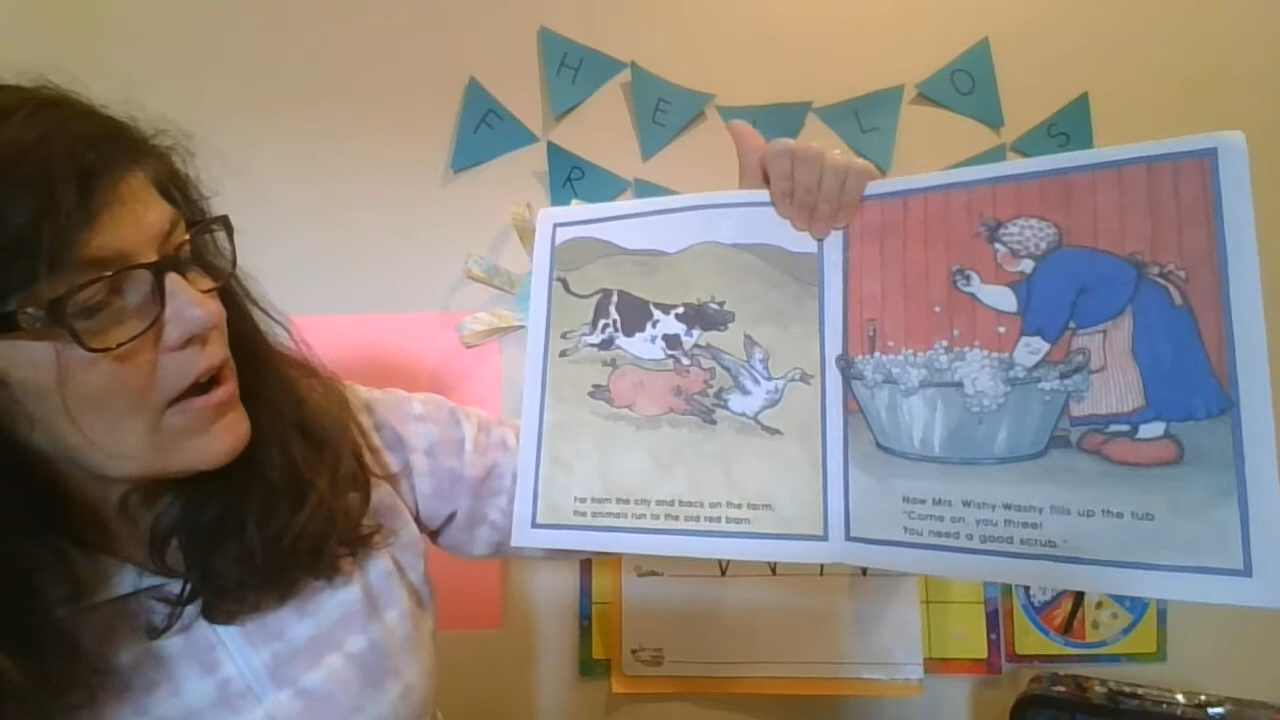 H E L L O
F R S
Far from the city and back on the farm,
the animals run to the old red barn.
Now Mrs. Wishy-Washy fills up the tub.
"Come on, you three!
You need a good scrub."